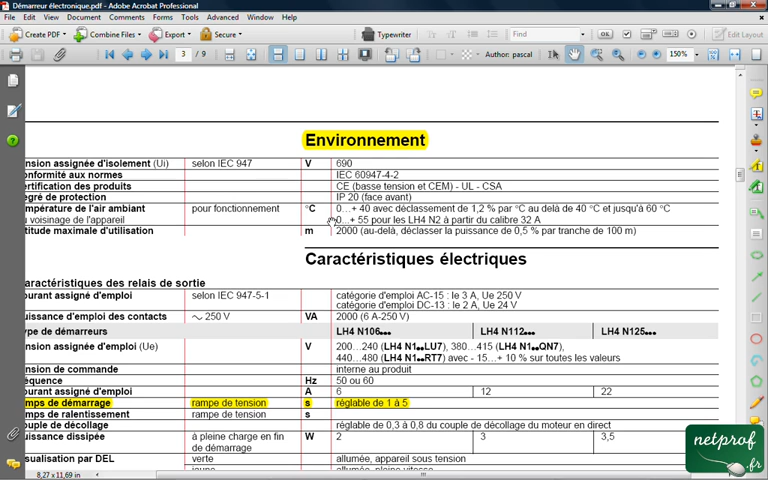 Démarreur électronique.pdf - Adobe Acrobat Professional
File Edit View Document Comments Forms Tools Advanced Window Help
Create PDF Combine Files Export Secure Typewriter Find OK Edit Layout
3 / 9 Author: pascal 150%
Environnement
nsion assignée d'isolement (Ui) selon IEC 947 V 690
onformité aux normes IEC 60947-4-2
ertification des produits CE (basse tension et CEM) - UL - CSA
egré de protection IP 20 (face avant)
mpérature de l'air ambiant pour fonctionnement °C 0…+ 40 avec déclassement de 1,2 % par °C au delà de 40 °C et jusqu'à 60 °C
u voisinage de l'appareil 0…+ 55 pour les LH4 N2 à partir du calibre 32 A
titude maximale d'utilisation m 2000 (au-delà, déclasser la puissance de 0,5 % par tranche de 100 m)
Caractéristiques électriques
aractéristiques des relais de sortie
ourant assigné d'emploi selon IEC 947-5-1 catégorie d'emploi AC-15 : le 3 A, Ue 250 V
catégorie d'emploi DC-13 : le 2 A, Ue 24 V
uissance d'emploi des contacts ∼ 250 V VA 2000 (6 A-250 V)
ype de démarreurs LH4 N106●●● LH4 N112●●● LH4 N125●●●
nsion assignée d'emploi (Ue) V 200…240 (LH4 N1●●LU7), 380…415 (LH4 N1●●QN7),
440…480 (LH4 N1●●RT7) avec - 15…+ 10 % sur toutes les valeurs
nsion de commande interne au produit
équence Hz 50 ou 60
ourant assigné d'emploi A 6 12 22
mps de démarrage rampe de tension s réglable de 1 à 5
mps de ralentissement rampe de tension s
ouple de décollage réglable de 0,3 à 0,8 du couple de décollage du moteur en direct
uissance dissipée à pleine charge en fin W 2 3 3,5
de démarrage
sualisation par DEL verte allumée, appareil sous tension
jaune allumée, pleine vitesse
8,27 x 11,69 in
netprof
.fr